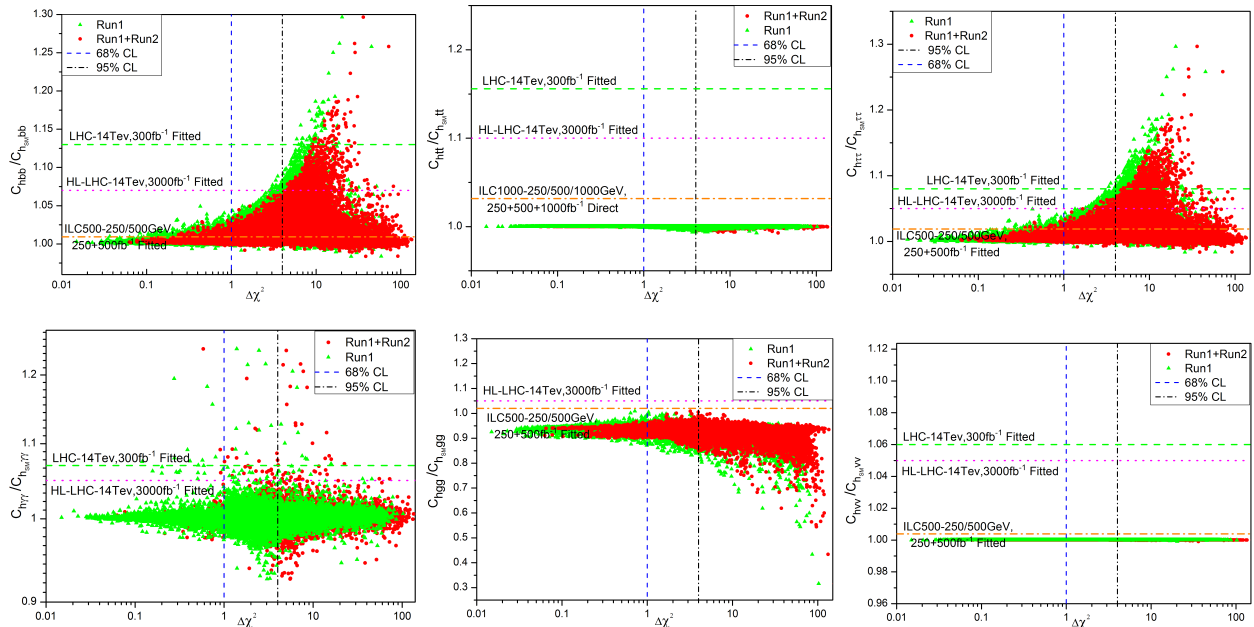 Run1
Run1+Run2
68% CL
95% CL
LHC-14Tev,300fb⁻¹ Fitted
HL-LHC-14Tev,3000fb⁻¹ Fitted
ILC500-250/500GeV
250+500fb⁻¹ Fitted
C_hbb /C_h_SM bb
1.30
1.25
1.20
1.15
1.10
1.05
1.00
0.01
0.1
1
10
100
Δχ²
Run1+Run2
Run1
68% CL
95% CL
LHC-14Tev,300fb⁻¹ Fitted
HL-LHC-14Tev,3000fb⁻¹ Fitted
ILC1000-250/500/1000GeV,
250+500+1000fb⁻¹ Direct
C_htt /C_h_SM tt
1.2
1.1
1.0
0.01
0.1
1
10
100
Δχ²
Run1
Run1+Run2
95% CL
68% CL
LHC-14Tev,300fb⁻¹ Fitted
HL-LHC-14Tev,3000fb⁻¹ Fitted
ILC500-250/500GeV
250+500fb⁻¹ Fitted
C_hττ /C_h_SM ττ
1.3
1.2
1.1
1.0
0.01
0.1
1
10
100
Δχ²
Run1+Run2
Run1
68% CL
95% CL
LHC-14Tev,300fb⁻¹ Fitted
HL-LHC-14Tev,3000fb⁻¹ Fitted
C_hγγ /C_h_SM γγ
1.2
1.1
1
0.9
0.01
0.1
1
10
100
Δχ²
Run1
Run1+Run2
68% CL
95% CL
HL-LHC-14Tev,3000fb⁻¹ Fitted
ILC500-250/500GeV,
250+500fb⁻¹ Fitted
C_hgg /C_h_SM gg
1.3
1.2
1.1
1.0
0.9
0.8
0.7
0.6
0.5
0.4
0.3
0.01
0.1
1
10
100
Δχ²
Run1+Run2
Run1
68% CL
95% CL
LHC-14Tev,300fb⁻¹ Fitted
HL-LHC-14Tev,3000fb⁻¹ Fitted
ILC500-250/500GeV,
250+500fb⁻¹ Fitted
C_hvv /C_h_SM vv
1.12
1.10
1.08
1.06
1.04
1.02
1.00
0.98
0.96
0.01
0.1
1
10
100
Δχ²